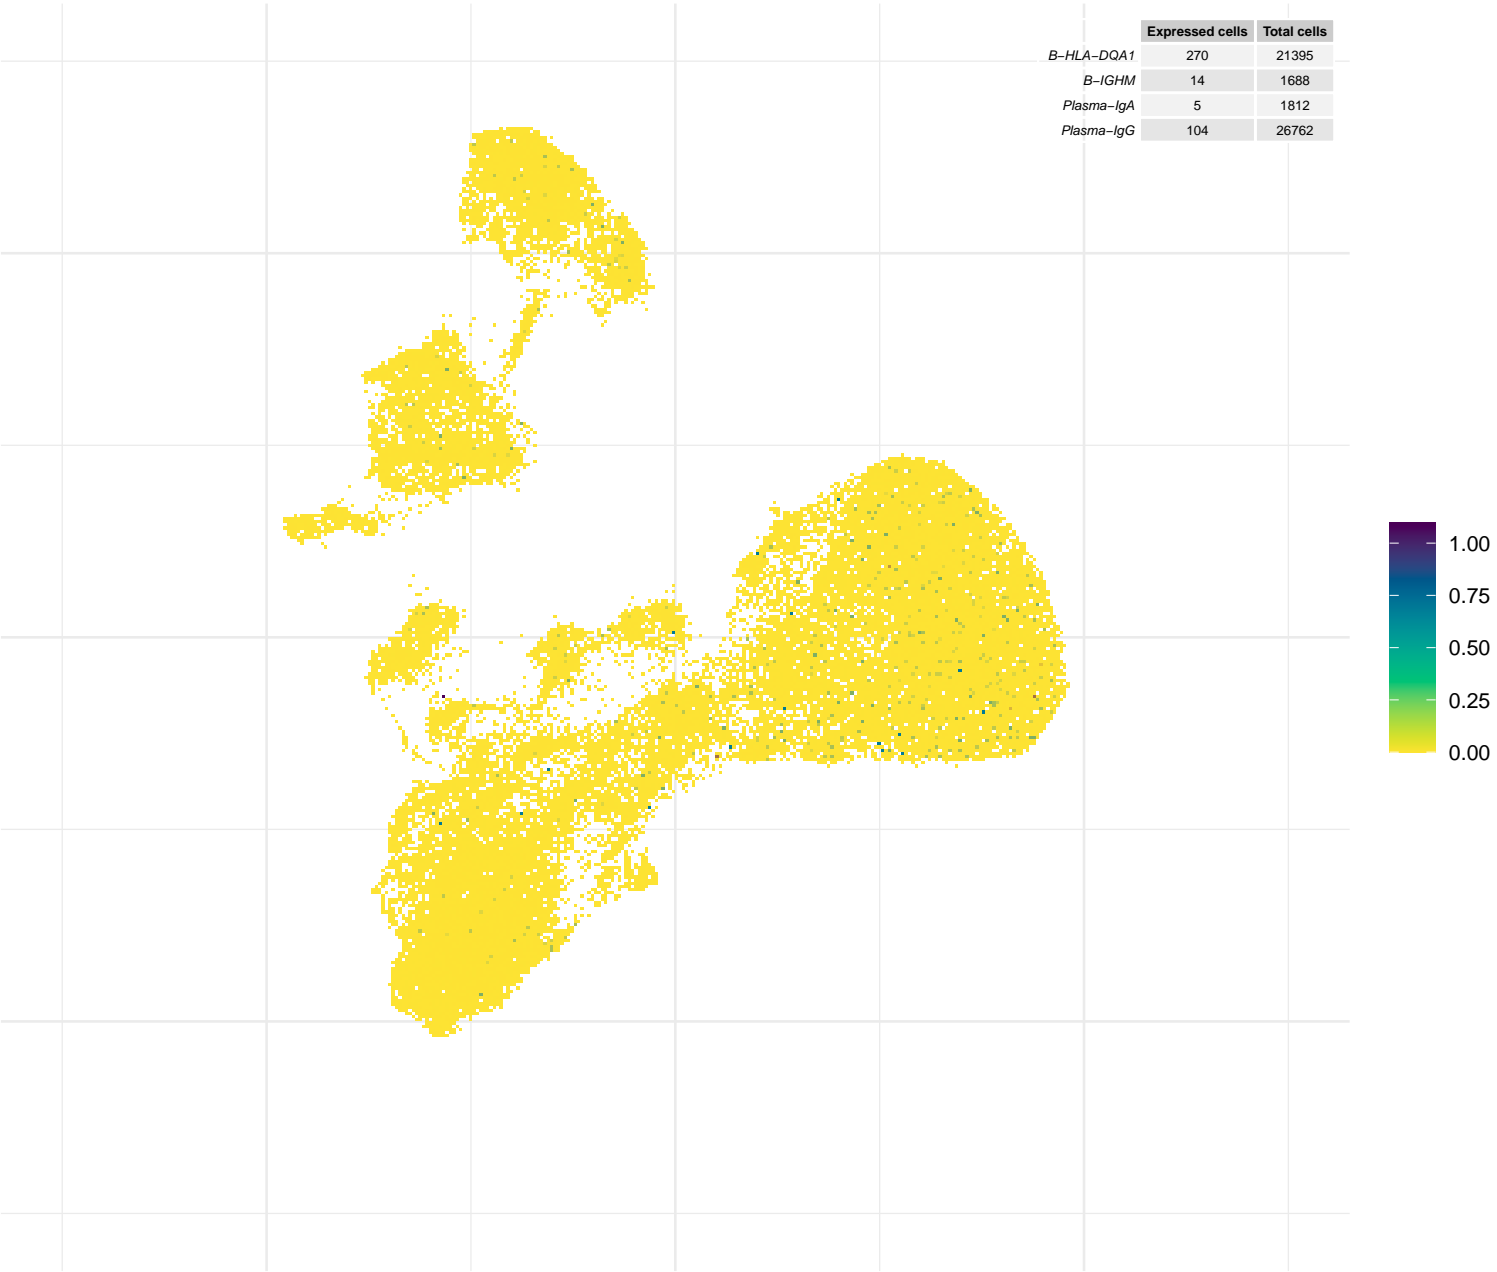 Expressed cells Total cells
B−HLA−DQA1 270 21395
B−IGHM 14 1688
Plasma−IgA 5 1812
Plasma−IgG 104 26762
1.00
0.75
0.50
0.25
0.00